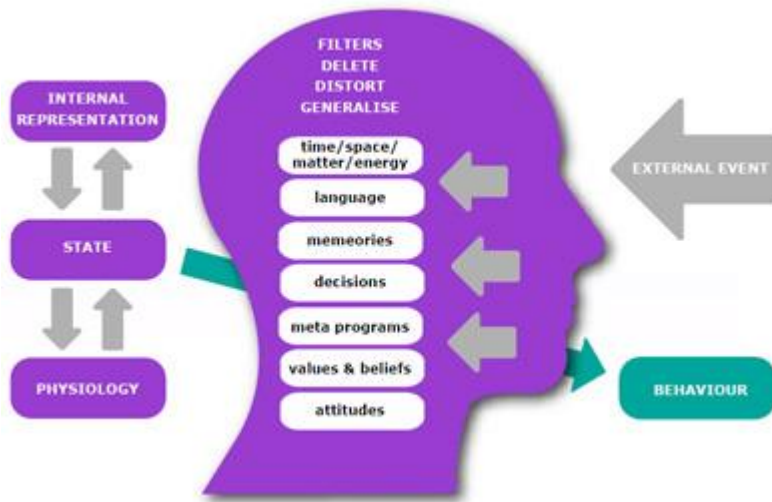 FILTERS
DELETE
DISTORT
GENERALISE
INTERNAL
REPRESENTATION
STATE
PHYSIOLOGY
time/space/
matter/energy
language
memeories
decisions
meta programs
values & beliefs
attitudes
EXTERNAL EVENT
BEHAVIOUR